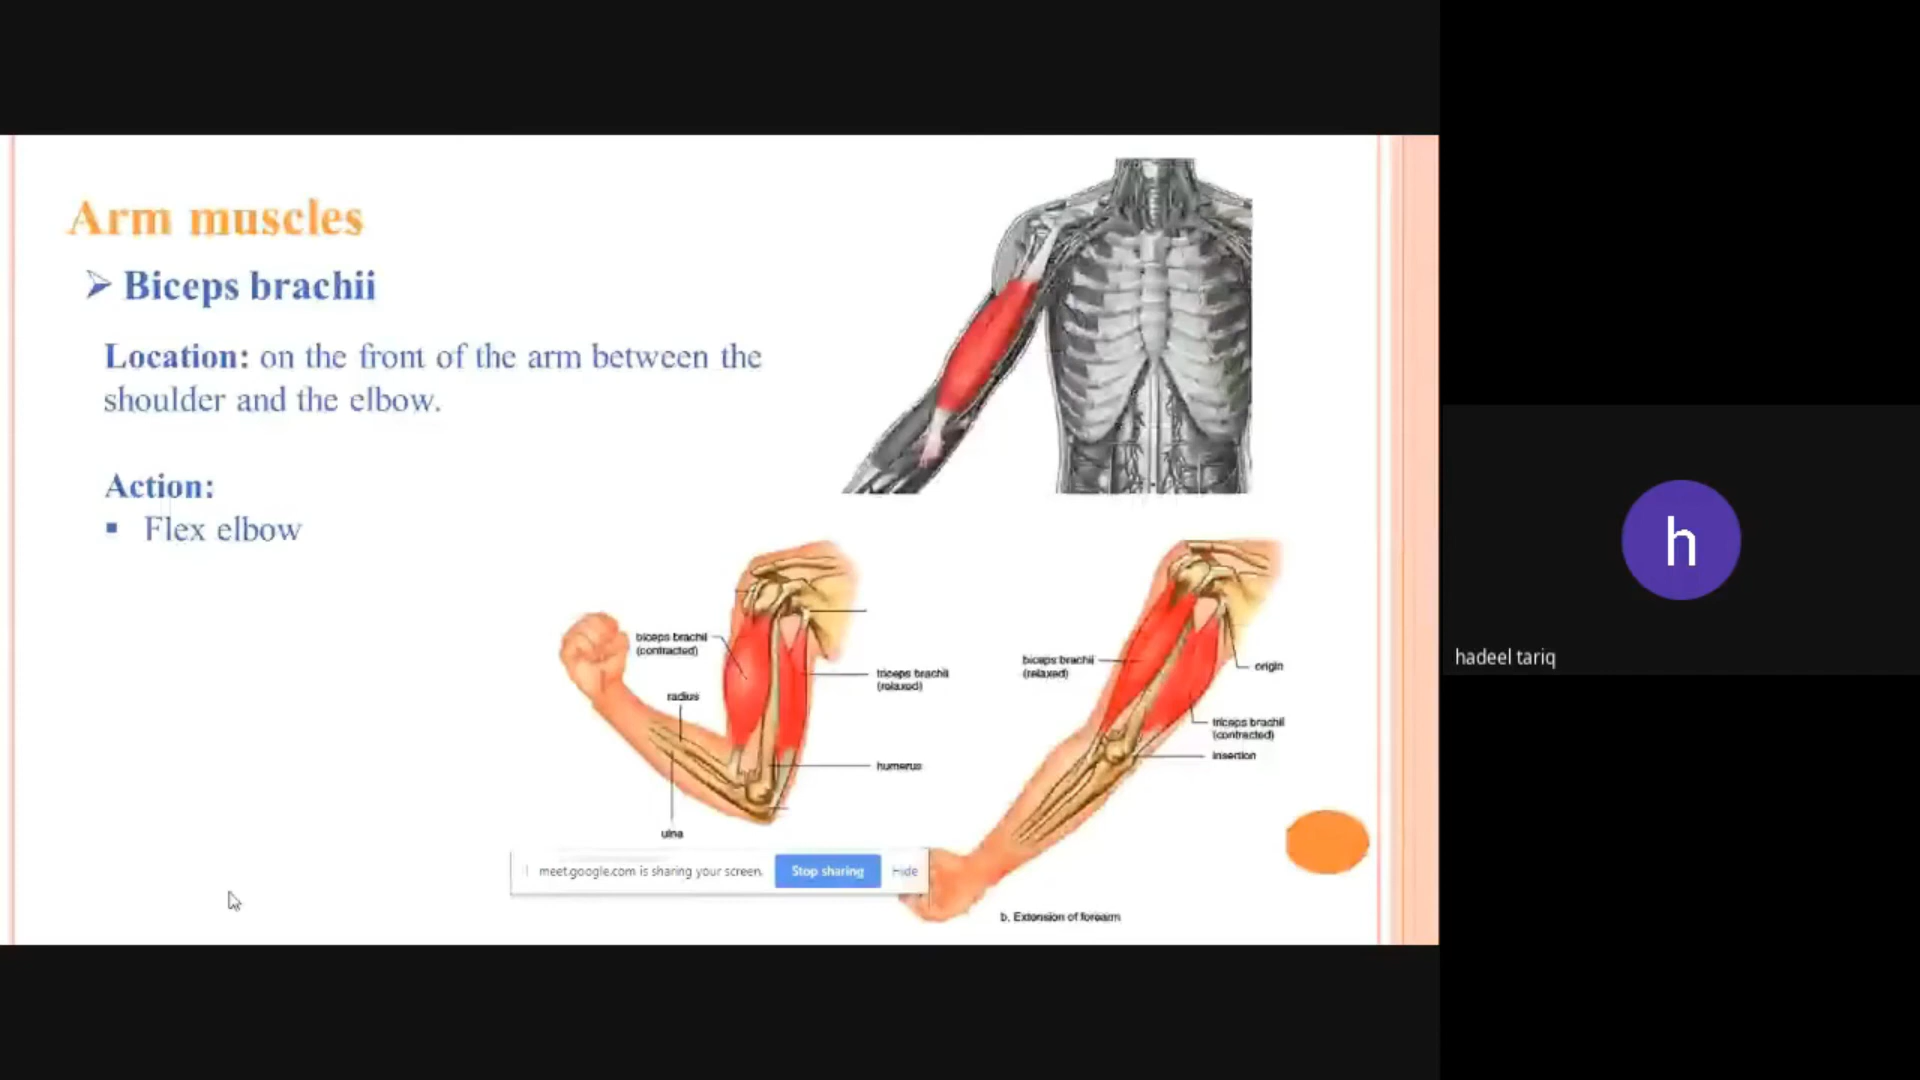 Arm muscles
Biceps brachii
Location: on the front of the arm between the
shoulder and the elbow.
Action:
Flex elbow
biceps brachii
(contracted)
radius
triceps brachii
(relaxed)
humerus
ulna
biceps brachii
(relaxed)
origin
triceps brachii
(contracted)
insertion
b. Extension of forearm
meet.google.com is sharing your screen.
Stop sharing
Hide
h
hadeel tariq